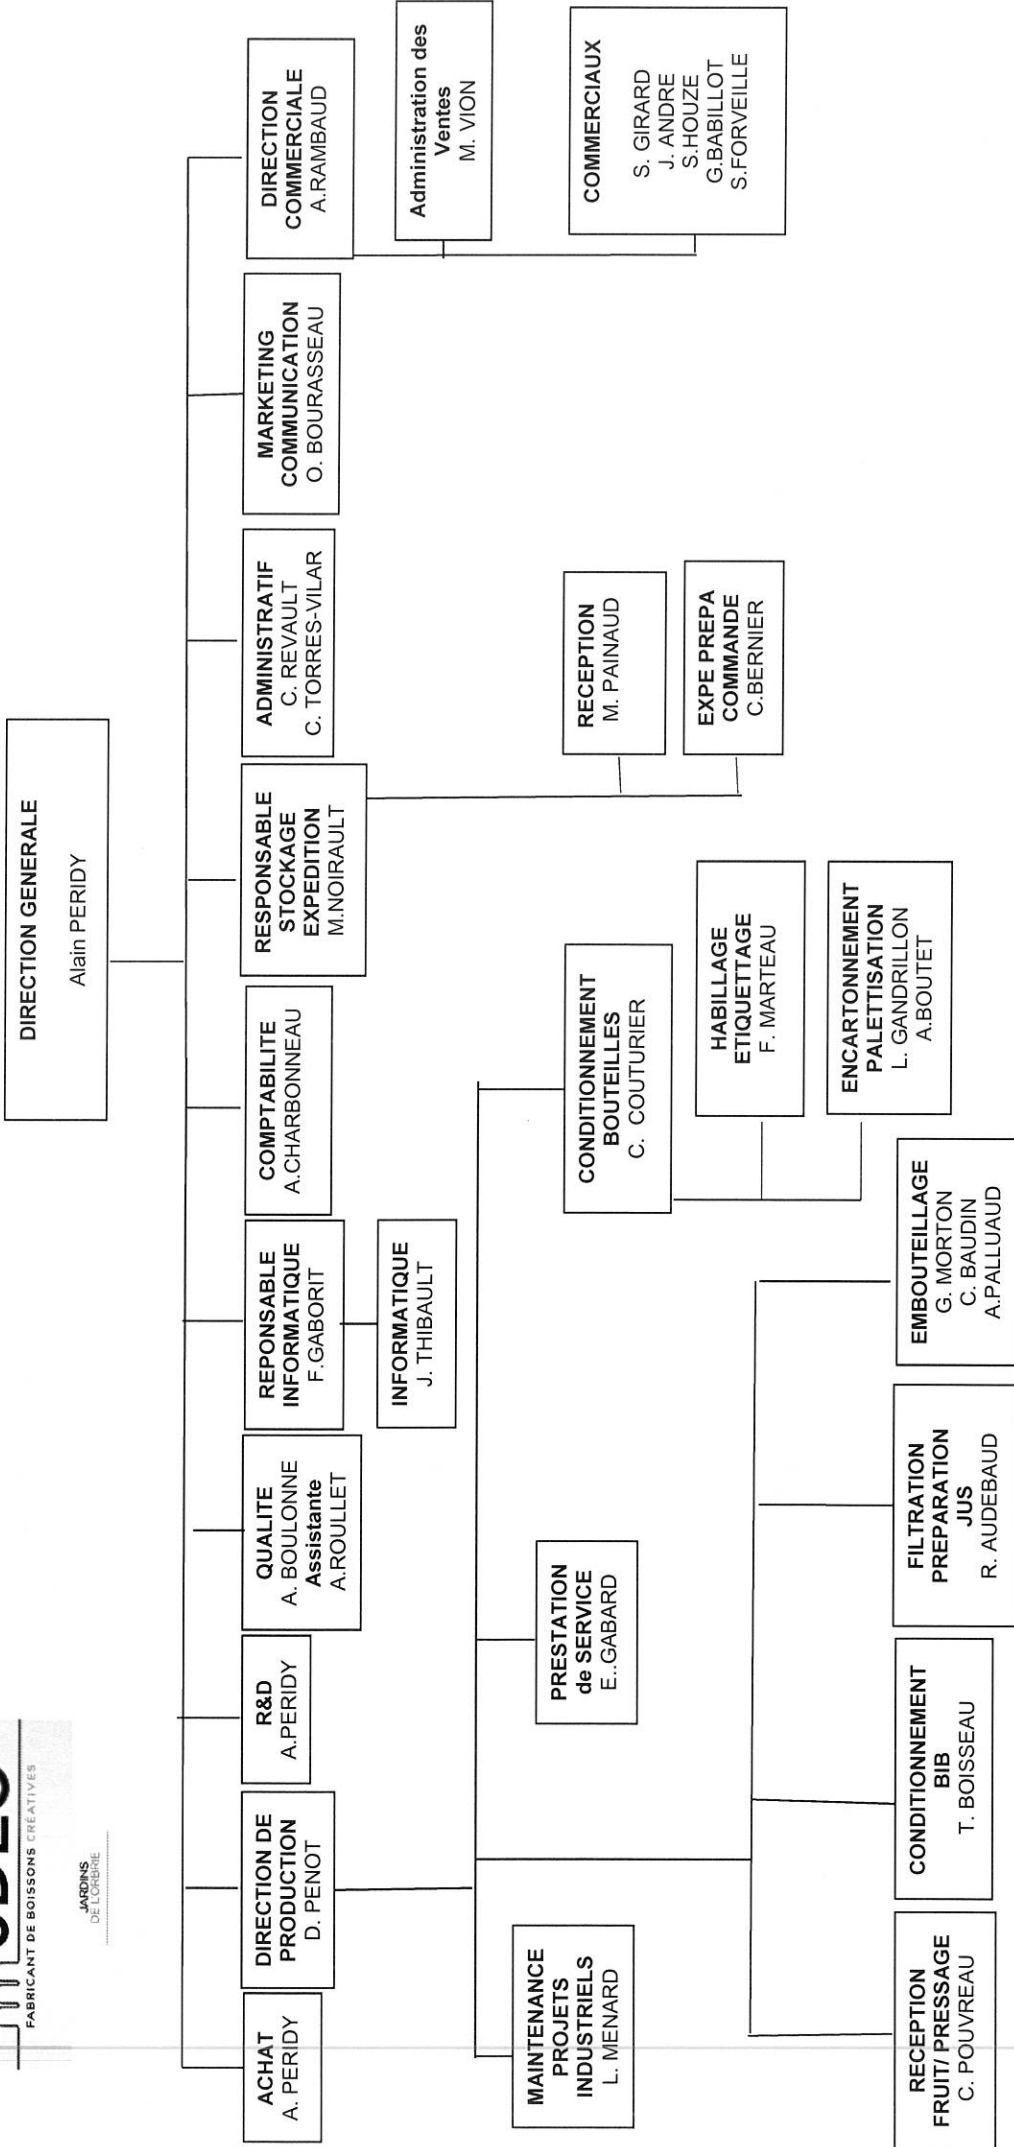 FABRICANT DE BOISSONS CRÉATIVES
JARDINS
DE L'ORBRIE
DIRECTION GENERALE
Alain PERIDY
ACHAT
A. PERIDY
DIRECTION DE
PRODUCTION
D. PENOT
R&D
A.PERIDY
QUALITE
A. BOULONNE
Assistante
A.ROULLET
REPONSABLE
INFORMATIQUE
F.GABORIT
INFORMATIQUE
J. THIBAULT
COMPTABILITE
A.CHARBONNEAU
RESPONSABLE
STOCKAGE
EXPEDITION
M.NOIRAULT
ADMINISTRATIF
C. REVAULT
C. TORRES-VILAR
MARKETING
COMMUNICATION
O. BOURASSEAU
DIRECTION
COMMERCIALE
A.RAMBAUD
Administration des
Ventes
M. VION
COMMERCIAUX
S. GIRARD
J. ANDRE
S.HOUZE
G.BABILLOT
S.FORVEILLE
MAINTENANCE
PROJETS
INDUSTRIELS
L. MENARD
PRESTATION
de SERVICE
E..GABARD
CONDITIONNEMENT
BOUTEILLES
C. COUTURIER
RECEPTION
M. PAINAUD
EXPE PREPA
COMMANDE
C.BERNIER
HABILLAGE
ETIQUETTAGE
F. MARTEAU
ENCARTONNEMENT
PALETTISATION
L. GANDRILLON
A.BOUTET
RECEPTION
FRUIT/ PRESSAGE
C. POUVREAU
CONDITIONNEMENT
BIB
T. BOISSEAU
FILTRATION
PREPARATION
JUS
R. AUDEBAUD
EMBOUTEILLAGE
G. MORTON
C. BAUDIN
A.PALLUAUD